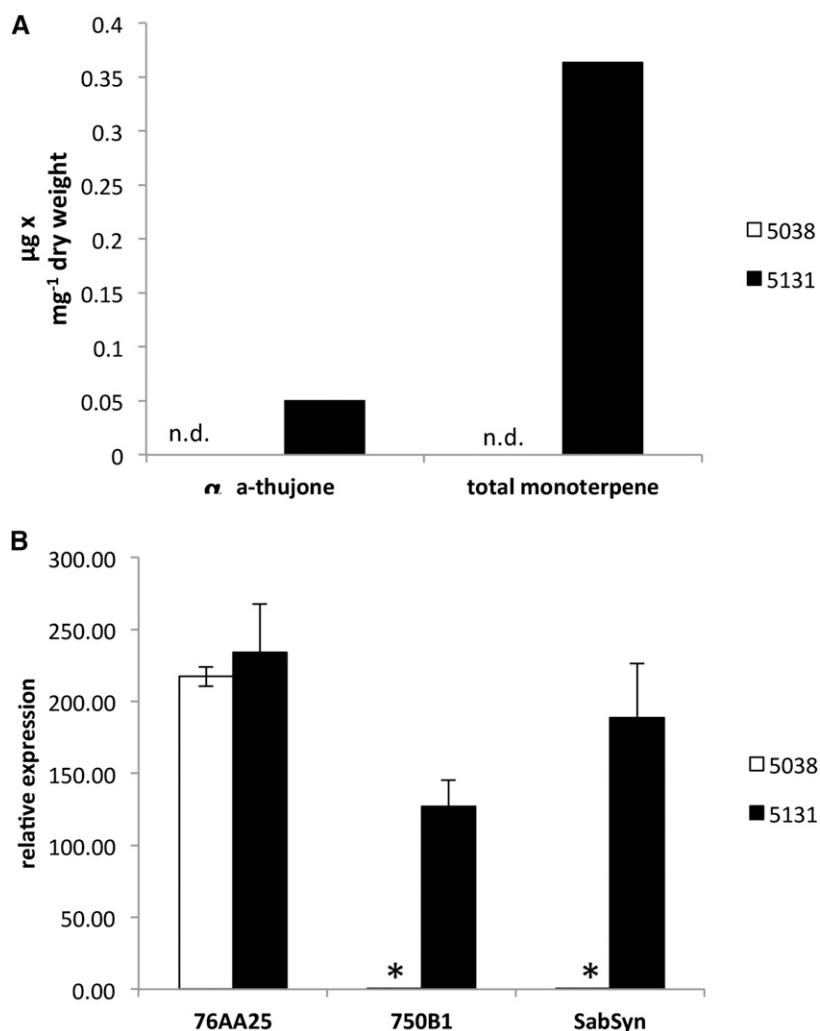 A
0.4
0.35
0.3
0.25
0.2
0.15
0.1
0.05
0
µg x
mg⁻¹ dry weight
n.d.
n.d.
α a-thujone
total monoterpene
5038
5131
B
300.00
250.00
200.00
150.00
100.00
50.00
0.00
relative expression
*
*
76AA25
750B1
SabSyn
5038
5131